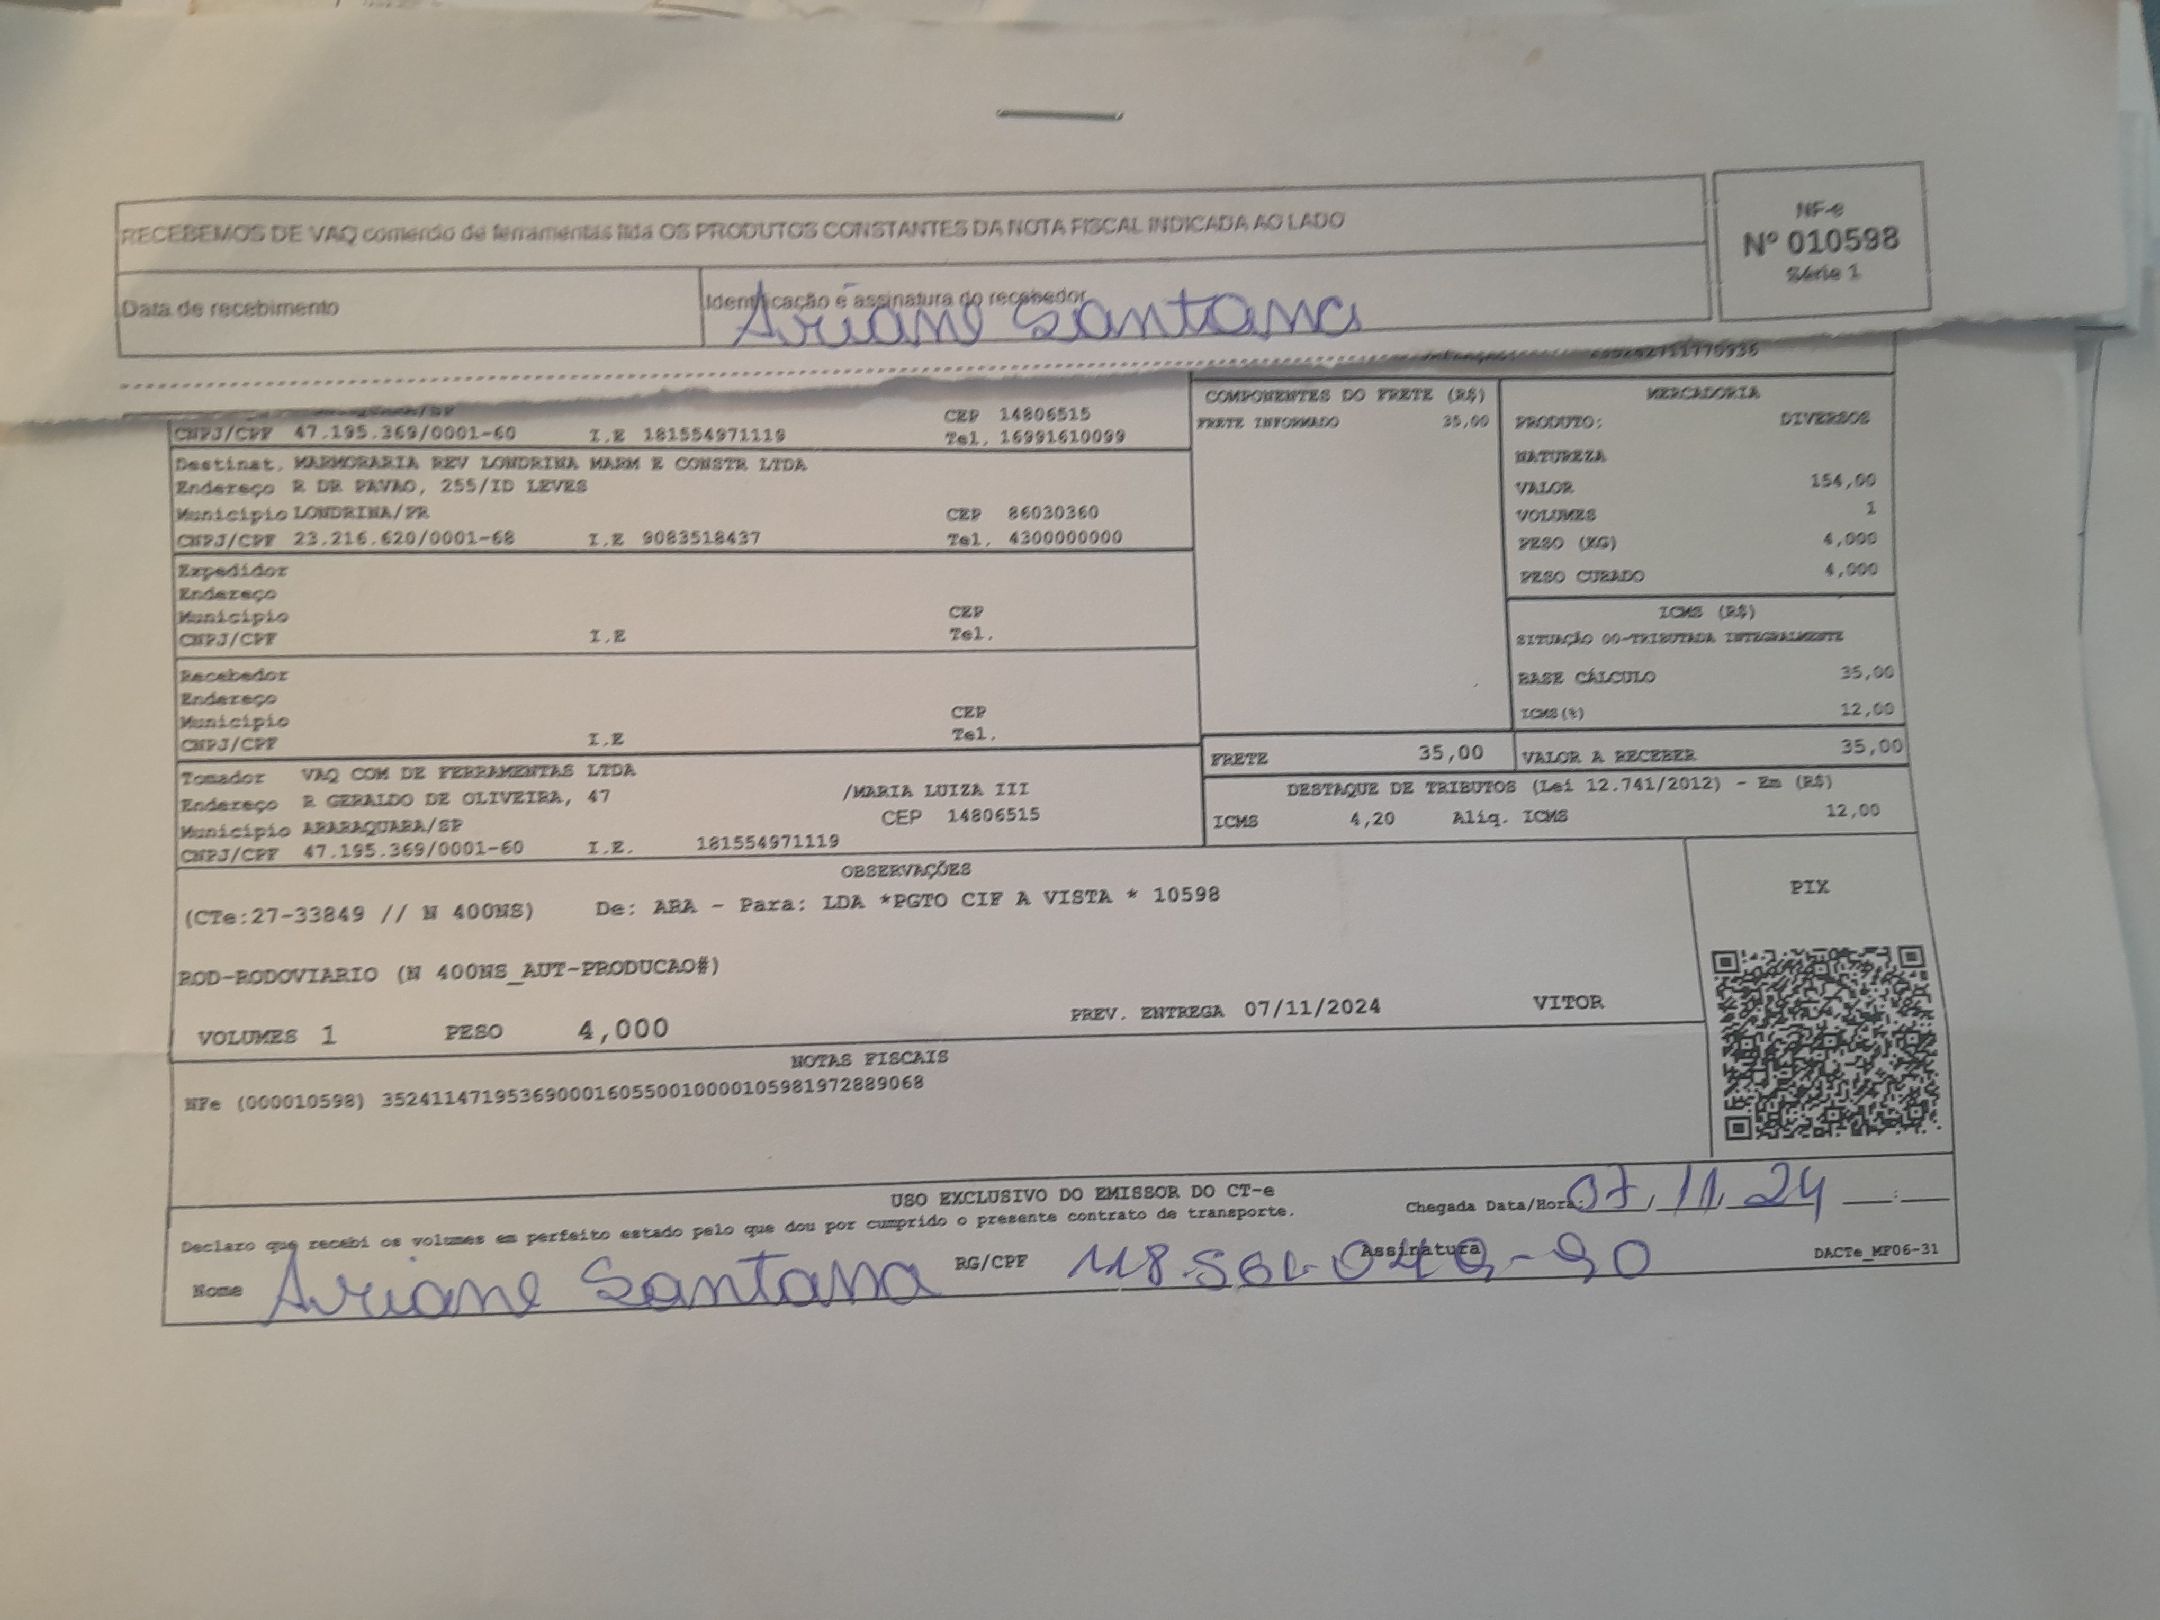 RECEBEMOS DE VAQ comercio de ferramentas ltda OS PRODUTOS CONSTANTES DA NOTA FISCAL INDICADA AO LADO
NF-e
Nº 010598
Série 1
Data de recebimento
Identificação e assinatura do recebedor
Ariane Santana
CEP 14806515
CNPJ/CPF 47.195.369/0001-60 I.E 181554971119 Tel. 16991610099
Destinat. MARMORARIA REV LONDRINA MARM E CONSTR LTDA
Endereço R DR PAVAO, 255/ID LEVES
Município LONDRINA/PR CEP 86030360
CNPJ/CPF 23.216.620/0001-68 I.E 9083518437 Tel. 4300000000
Expedidor
Endereço
Município CEP
CNPJ/CPF I.E Tel.
Recebedor
Endereço
Município CEP
CNPJ/CPF I.E Tel.
Tomador VAQ COM DE FERRAMENTAS LTDA
Endereço R GERALDO DE OLIVEIRA, 47 /MARIA LUIZA III
Município ARARAQUARA/SP CEP 14806515
CNPJ/CPF 47.195.369/0001-60 I.E. 181554971119
COMPONENTES DO FRETE (R$)
FRETE INFORMADO 35,00
MERCADORIA
PRODUTO: DIVERSOS
NATUREZA
VALOR 154,00
VOLUMES 1
PESO (KG) 4,000
PESO CUBADO 4,000
ICMS (R$)
SITUAÇÃO 00-TRIBUTADA INTEGRALMENTE
BASE CÁLCULO 35,00
ICMS(%) 12,00
FRETE 35,00 VALOR A RECEBER 35,00
DESTAQUE DE TRIBUTOS (Lei 12.741/2012) - Em (R$)
ICMS 4,20 Alíq. ICMS 12,00
OBSERVAÇÕES
(CTe:27-33849 // N 400NS) De: ARA - Para: LDA *PGTO CIF A VISTA * 10598
ROD-RODOVIARIO (N 400NS_AUT-PRODUCAO#)
VOLUMES 1 PESO 4,000 PREV. ENTREGA 07/11/2024 VITOR
PIX
NOTAS FISCAIS
NFe (000010598) 35241147195369000160550010000105981972889068
USO EXCLUSIVO DO EMISSOR DO CT-e
Declaro que recebi os volumes em perfeito estado pelo que dou por cumprido o presente contrato de transporte.
Chegada Data/Hora: 07/11/24 __:__
Nome Ariane Santana RG/CPF Assinatura
DACTe_MF06-31